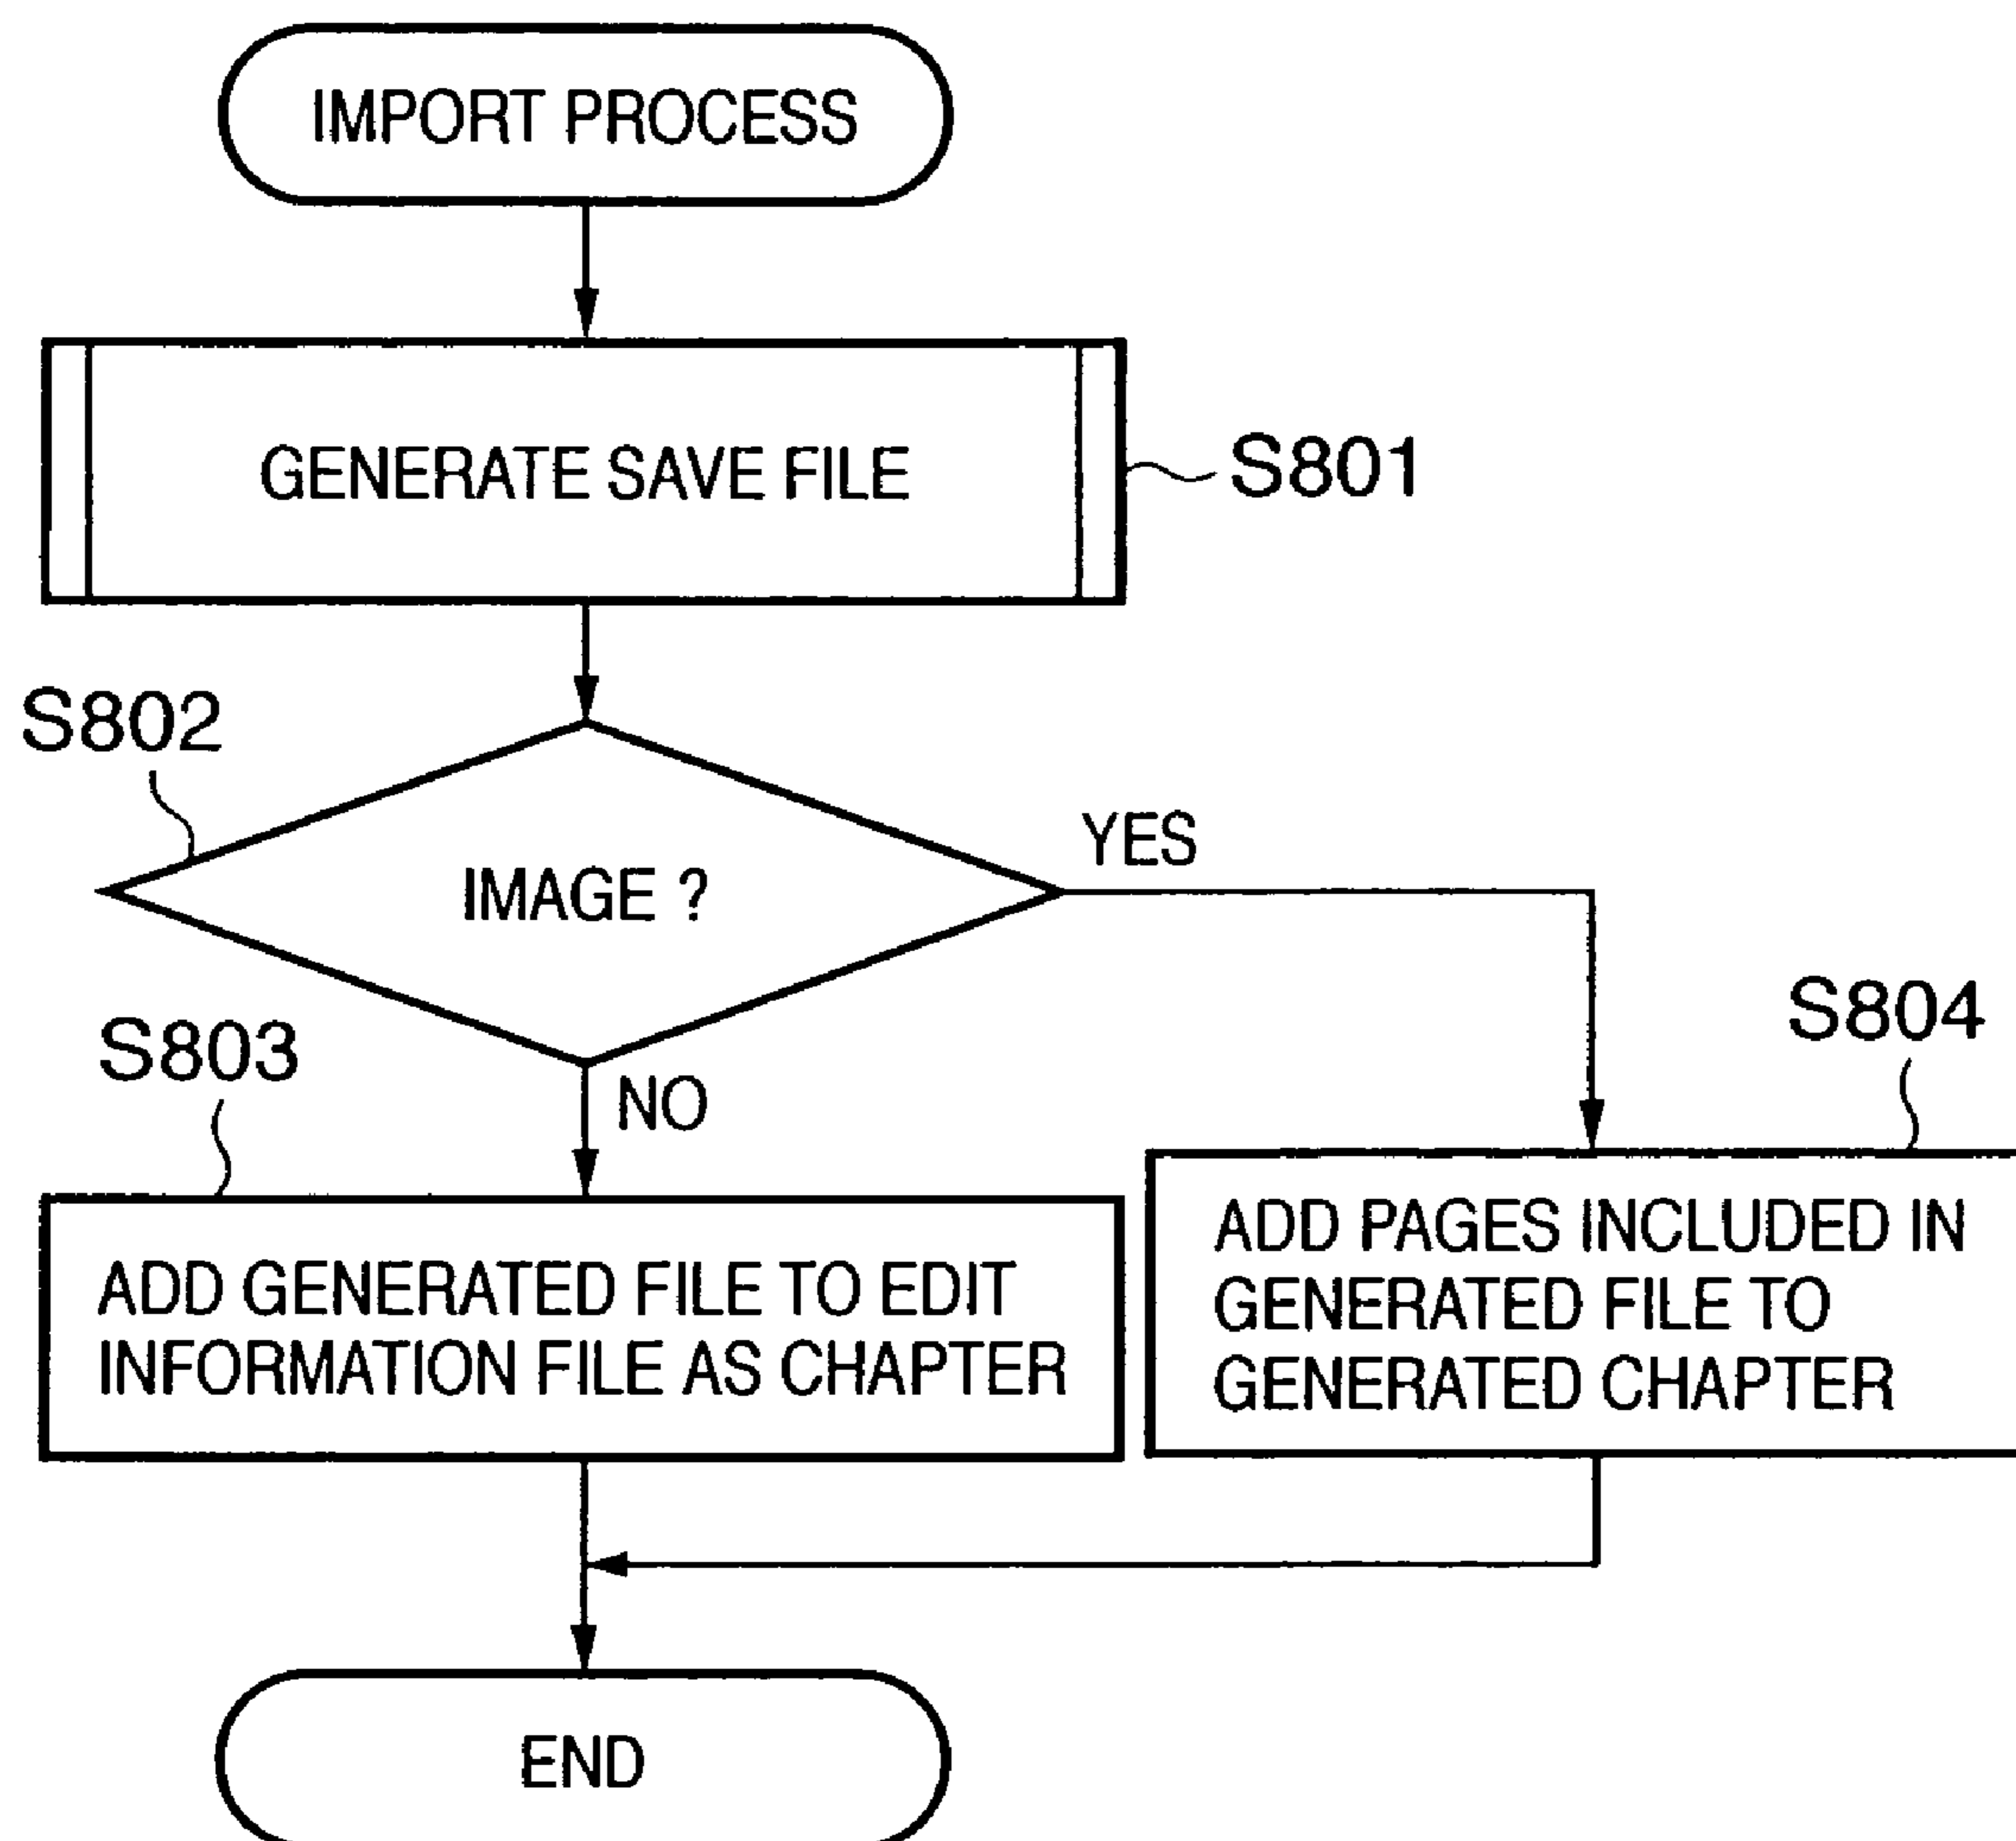 IMPORT PROCESS
GENERATE SAVE FILE
S801
S802
IMAGE ?
YES
NO
S803
ADD GENERATED FILE TO EDIT
INFORMATION FILE AS CHAPTER
S804
ADD PAGES INCLUDED IN
GENERATED FILE TO
GENERATED CHAPTER
END